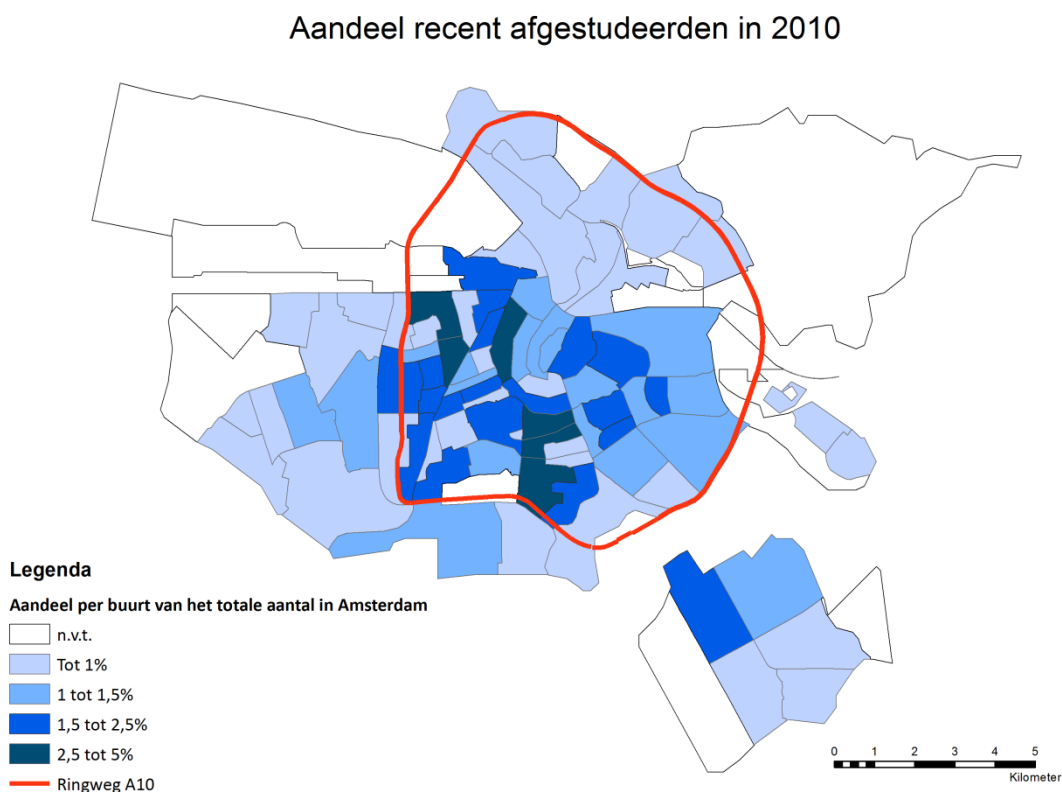 Aandeel recent afgestudeerden in 2010
Legenda
Aandeel per buurt van het totale aantal in Amsterdam
n.v.t.
Tot 1%
1 tot 1,5%
1,5 tot 2,5%
2,5 tot 5%
Ringweg A10
0 1 2 3 4 5
Kilometer